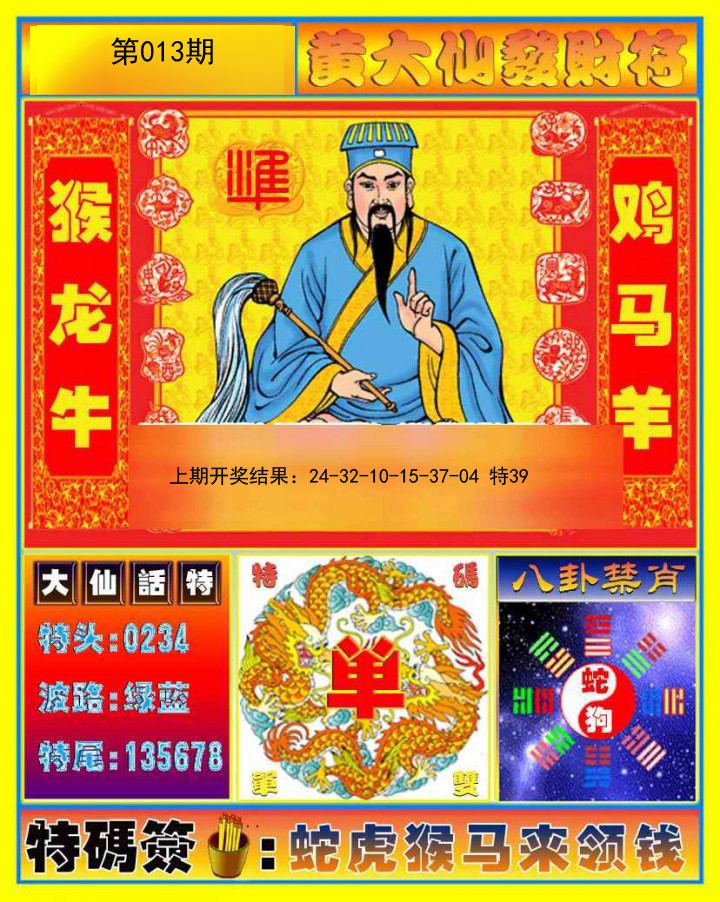 第013期
黄大仙發財符
猴龙牛
鸡马羊
上期开奖结果：24-32-10-15-37-04 特39
大仙話特
特头:0234
波路:绿蓝
特尾:135678
特 碼
单
單 雙
八卦禁肖
蛇
狗
特碼簽:蛇虎猴马来领钱